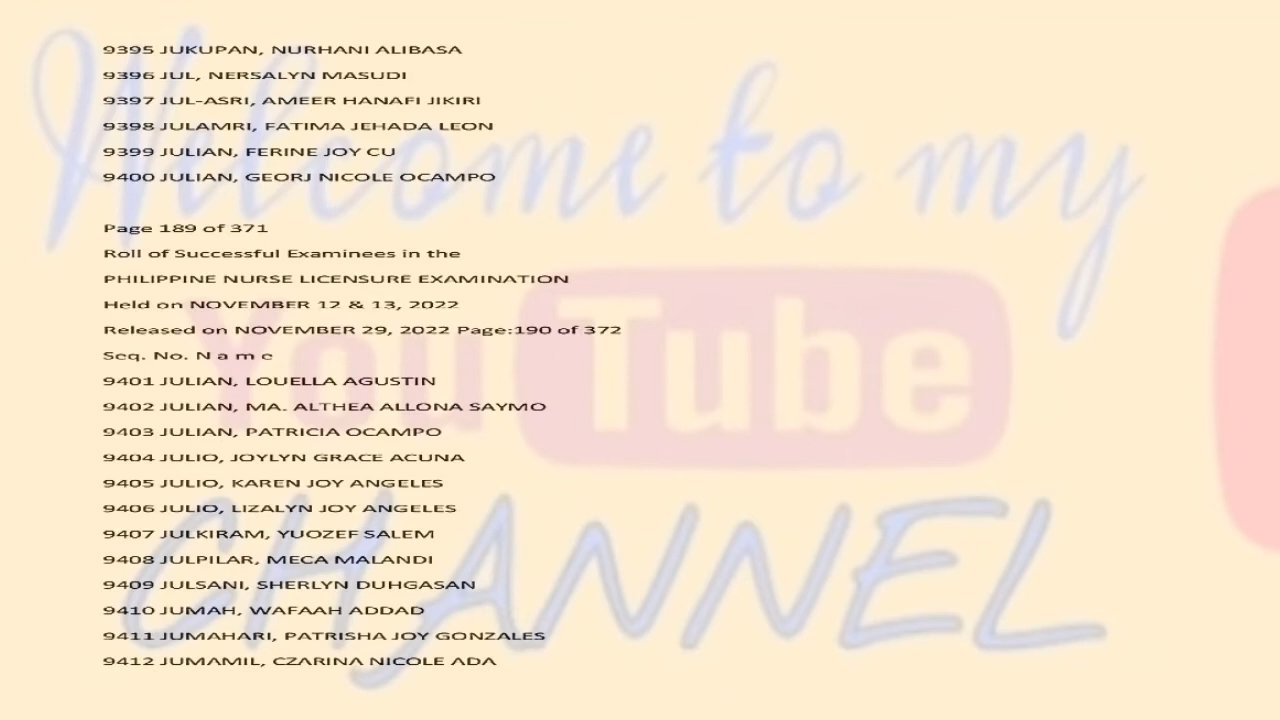 9395 JUKUPAN, NURHANI ALIBASA
9396 JUL, NERSALYN MASUDI
9397 JUL-ASRI, AMEER HANAFI JIKIRI
9398 JULAMRI, FATIMA JEHADA LEON
9399 JULIAN, FERINE JOY CU
9400 JULIAN, GEORJ NICOLE OCAMPO
Page 189 of 371
Roll of Successful Examinees in the
PHILIPPINE NURSE LICENSURE EXAMINATION
Held on NOVEMBER 12 & 13, 2022
Released on NOVEMBER 29, 2022 Page:190 of 372
Seq. No. N a m e
9401 JULIAN, LOUELLA AGUSTIN
9402 JULIAN, MA. ALTHEA ALLONA SAYMO
9403 JULIAN, PATRICIA OCAMPO
9404 JULIO, JOYLYN GRACE ACUNA
9405 JULIO, KAREN JOY ANGELES
9406 JULIO, LIZALYN JOY ANGELES
9407 JULKIRAM, YUOZEF SALEM
9408 JULPILAR, MECA MALANDI
9409 JULSANI, SHERLYN DUHGASAN
9410 JUMAH, WAFAAH ADDAD
9411 JUMAHARI, PATRISHA JOY GONZALES
9412 JUMAMIL, CZARINA NICOLE ADA
Welcome to my
YouTube
CHANNEL